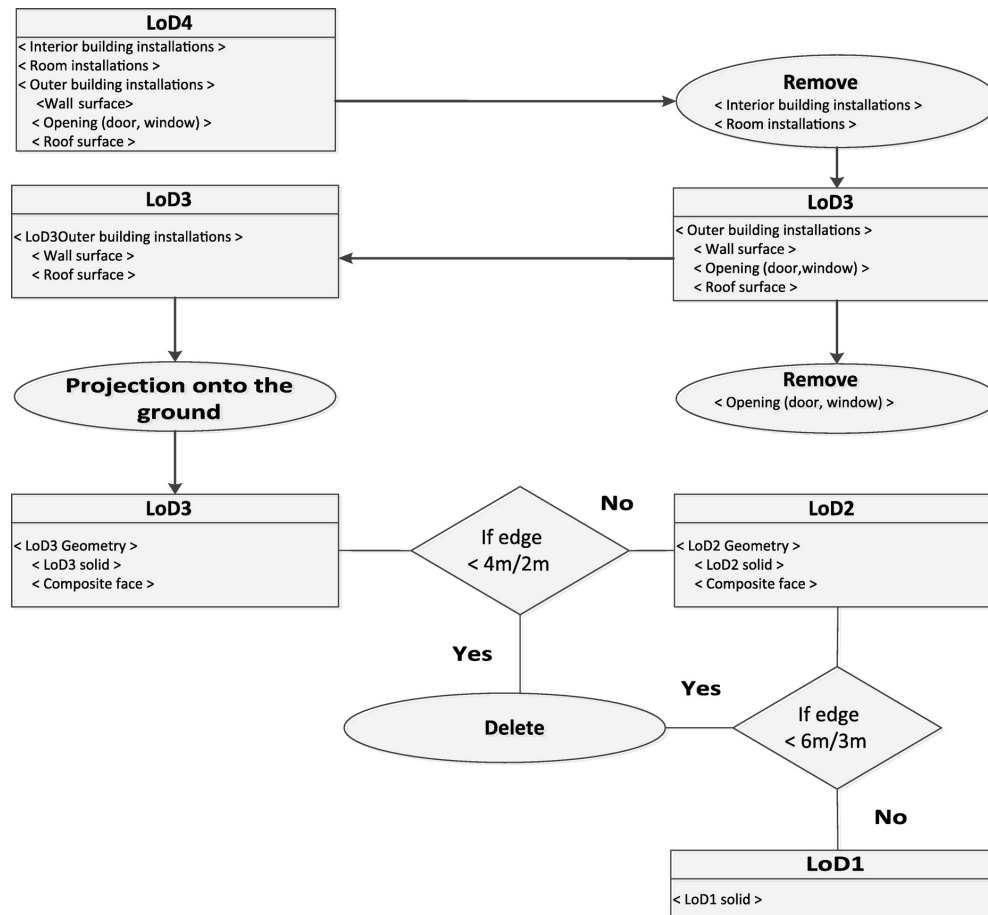 LoD4
< Interior building installations >
< Room installations >
< Outer building installations >
<Wall surface>
< Opening (door, window) >
< Roof surface >
Remove
< Interior building installations >
< Room installations >
LoD3
< Outer building installations >
< Wall surface >
< Opening (door,window) >
< Roof surface >
LoD3
< LoD3Outer building installations >
< Wall surface >
< Roof surface >
Remove
< Opening (door, window) >
Projection onto the
ground
LoD3
< LoD3 Geometry >
< LoD3 solid >
< Composite face >
If edge
< 4m/2m
No
Yes
LoD2
< LoD2 Geometry >
< LoD2 solid >
< Composite face >
Delete
Yes
If edge
< 6m/3m
No
LoD1
< LoD1 solid >